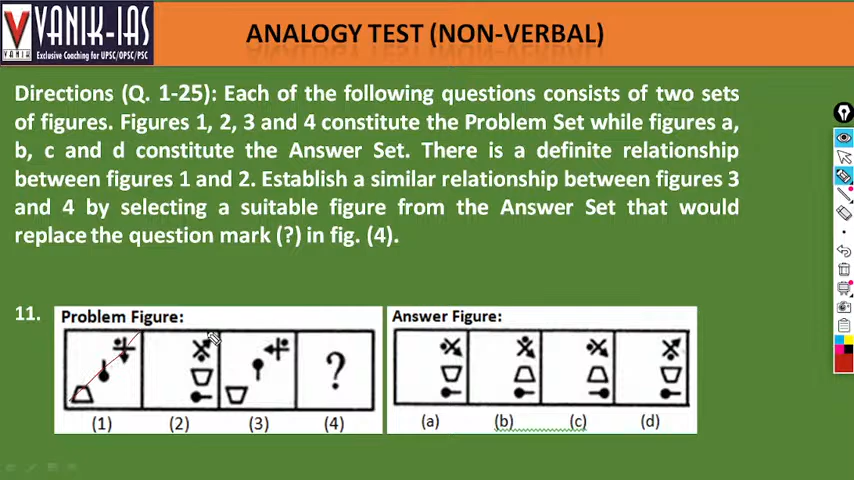 VANIK-IAS
VANIK
Exclusive Coaching for UPSC/OPSC/PSC
ANALOGY TEST (NON-VERBAL)
Directions (Q. 1-25): Each of the following questions consists of two sets
of figures. Figures 1, 2, 3 and 4 constitute the Problem Set while figures a,
b, c and d constitute the Answer Set. There is a definite relationship
between figures 1 and 2. Establish a similar relationship between figures 3
and 4 by selecting a suitable figure from the Answer Set that would
replace the question mark (?) in fig. (4).
11.
Problem Figure:
?
(1) (2) (3) (4)
Answer Figure:
(a) (b) (c) (d)